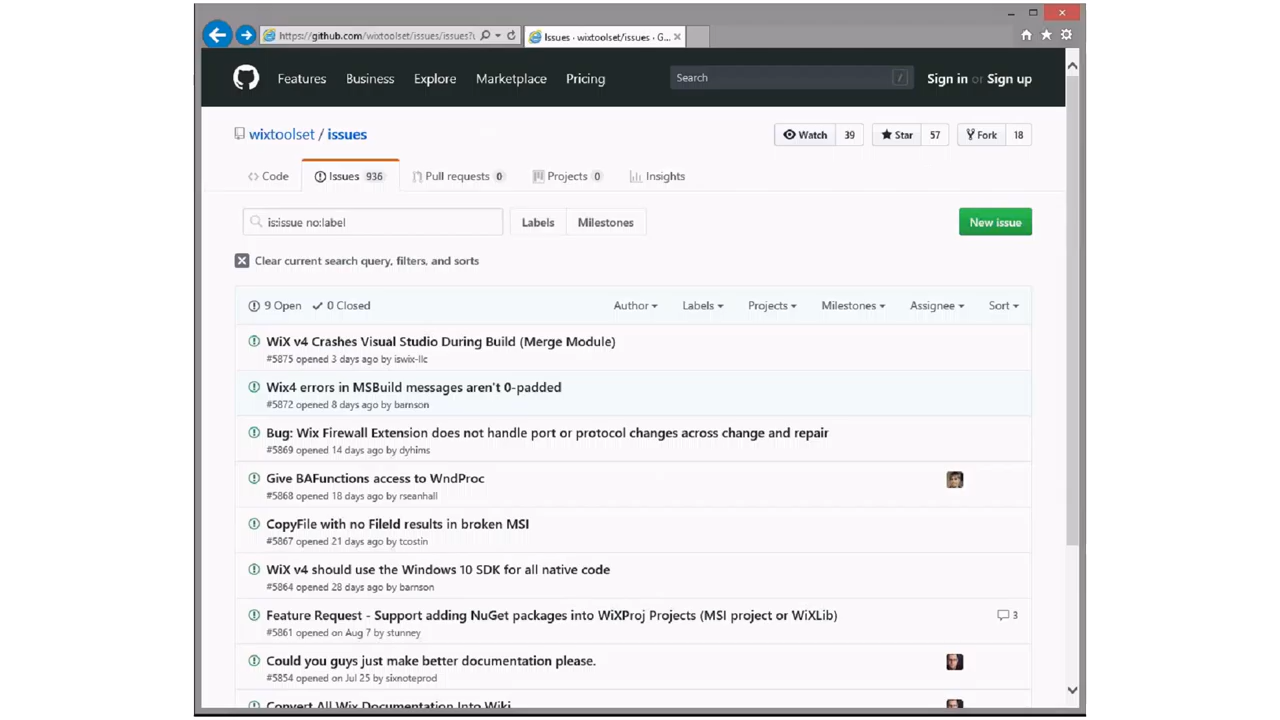 https://github.com/wixtoolset/issues/issues?
Issues · wixtoolset/issues · G...
Features Business Explore Marketplace Pricing Search / Sign in or Sign up
wixtoolset / issues Watch 39 Star 57 Fork 18
Code Issues 936 Pull requests 0 Projects 0 Insights
is:issue no:label Labels Milestones New issue
Clear current search query, filters, and sorts
9 Open 0 Closed Author Labels Projects Milestones Assignee Sort
WiX v4 Crashes Visual Studio During Build (Merge Module)
#5875 opened 3 days ago by iswix-llc
Wix4 errors in MSBuild messages aren't 0-padded
#5872 opened 8 days ago by barnson
Bug: Wix Firewall Extension does not handle port or protocol changes across change and repair
#5869 opened 14 days ago by dyhims
Give BAFunctions access to WndProc
#5868 opened 18 days ago by rseanhall
CopyFile with no FileId results in broken MSI
#5867 opened 21 days ago by tcostin
WiX v4 should use the Windows 10 SDK for all native code
#5864 opened 28 days ago by barnson
Feature Request - Support adding NuGet packages into WiXProj Projects (MSI project or WiXLib) 3
#5861 opened on Aug 7 by stunney
Could you guys just make better documentation please.
#5854 opened on Jul 25 by sixnoteprod
Convert All Wix Documentation Into Wiki